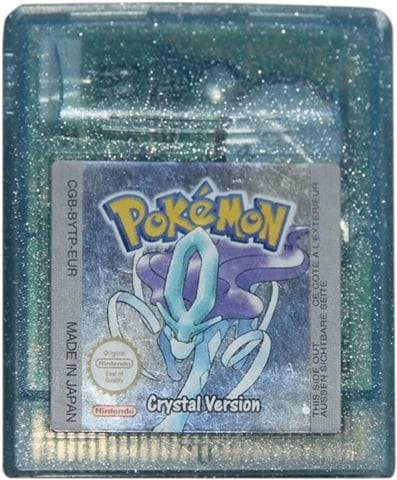 CGB-BYTP-EUR
MADE IN JAPAN
POKéMON
TM
Original
Nintendo
Seal of
Quality
Nintendo
Crystal Version
THIS SIDE OUT CE COTE A L'EXTERIEUR
AUSSEN SICHTBARE SEITE